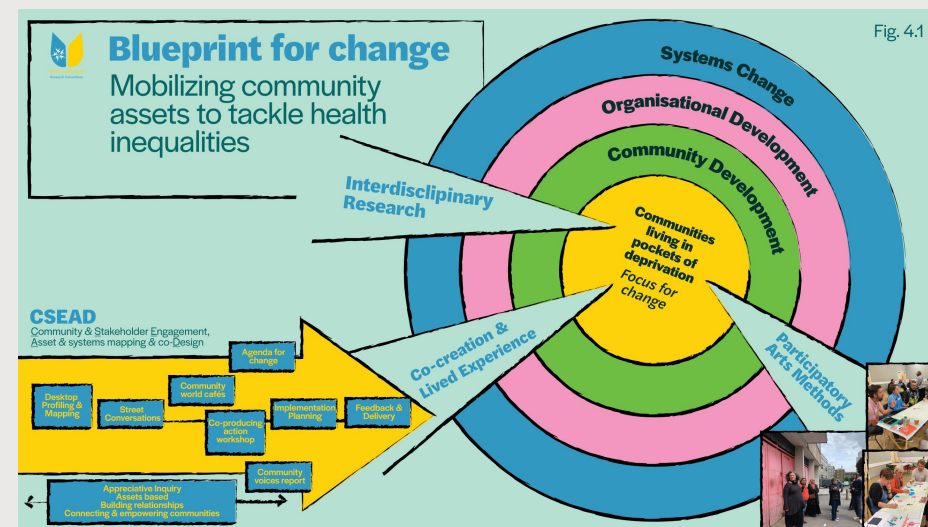 Fig. 4.1
Blueprint for change
Mobilizing community
assets to tackle health
inequalities
Systems Change
Organisational Development
Community Development
Communities
living in
pockets of
deprivation
Focus for
change
Interdisciplinary
Research
Co-creation &
Lived Experience
Participatory
Arts Methods
CSEAD
Community & Stakeholder Engagement,
Asset & systems mapping & co-Design
Desktop
Profiling &
Mapping
Street
Conversations
Community
world cafés
Agenda for
change
Co-producing
action
workshop
Implementation
Planning
Feedback &
Delivery
Community
voices report
Appreciative Inquiry
Assets based
Building relationships
Connecting & empowering communities